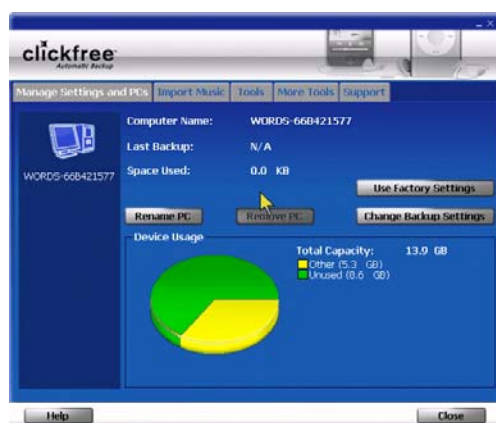 clickfree
Automatic Backup
Manage Settings and PCs Import Music Tools More Tools Support
WORDS-66B421577
Computer Name: WORDS-66B421577
Last Backup: N/A
Space Used: 0.0 KB
Use Factory Settings
Rename PC Remove PC Change Backup Settings
Device Usage
Total Capacity: 13.9 GB
Other (5.3 GB)
Unused (8.6 GB)
Help Close